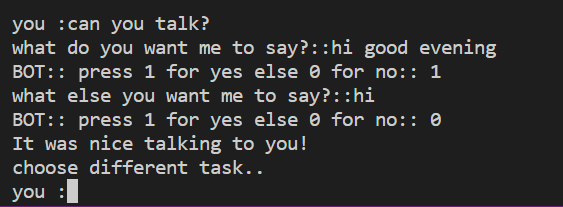 you :can you talk?
what do you want me to say?::hi good evening
BOT:: press 1 for yes else 0 for no:: 1
what else you want me to say?::hi
BOT:: press 1 for yes else 0 for no:: 0
It was nice talking to you!
choose different task..
you :